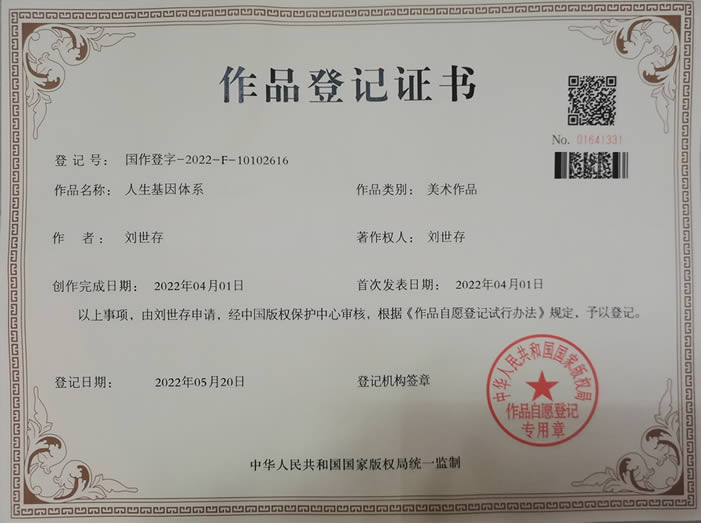 作品登记证书
No. 01641331
登 记 号： 国作登字-2022-F-10102616
作品名称： 人生基因体系 作品类别： 美术作品
作 者： 刘世存 著作权人： 刘世存
创作完成日期： 2022年04月01日 首次发表日期： 2022年04月01日
以上事项，由刘世存申请，经中国版权保护中心审核，根据《作品自愿登记试行办法》规定，予以登记。
登记日期： 2022年05月20日 登记机构签章
中华人民共和国国家版权局
作品自愿登记
专用章
中华人民共和国国家版权局统一监制